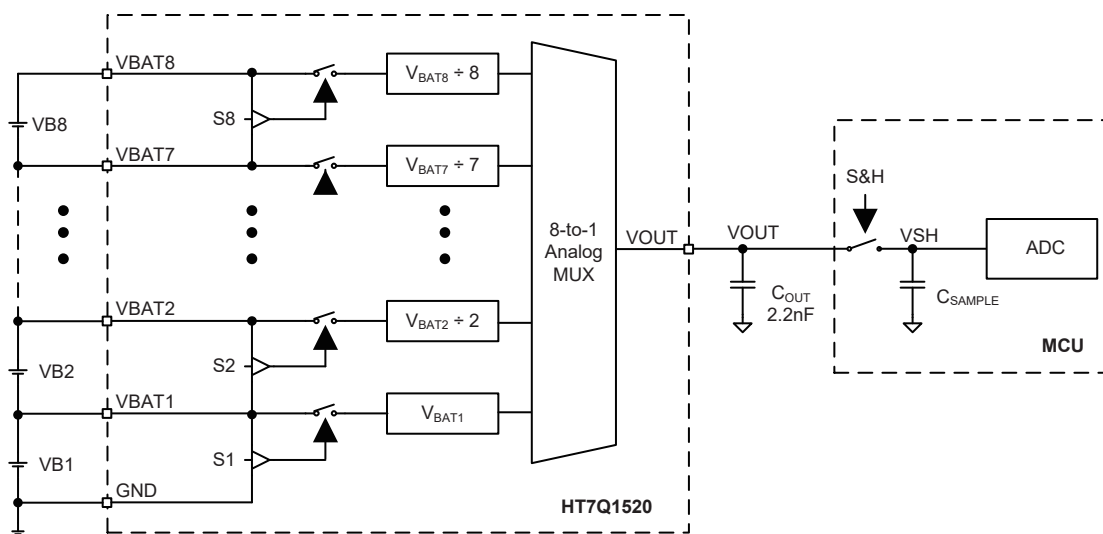 VBAT8
V_BAT8 ÷ 8
S8
VB8
VBAT7
V_BAT7 ÷ 7
S&H
8-to-1
Analog
MUX
VOUT
VOUT
VSH
ADC
C_OUT
2.2nF
C_SAMPLE
MCU
VBAT2
V_BAT2 ÷ 2
S2
VB2
VBAT1
V_BAT1
S1
VB1
GND
HT7Q1520